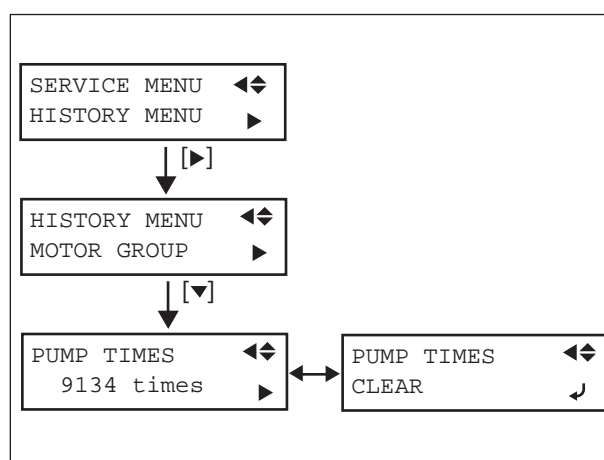 SERVICE MENU ◀◆
HISTORY MENU ▶
[▶]
HISTORY MENU ◀◆
MOTOR GROUP ▶
[▼]
PUMP TIMES ◀◆
9134 times ▶
PUMP TIMES ◀◆
CLEAR ↵